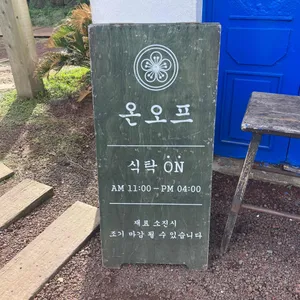 온오프
식탁 ON
AM 11:00 - PM 04:00
재료 소진시
조기 마감 될 수 있습니다